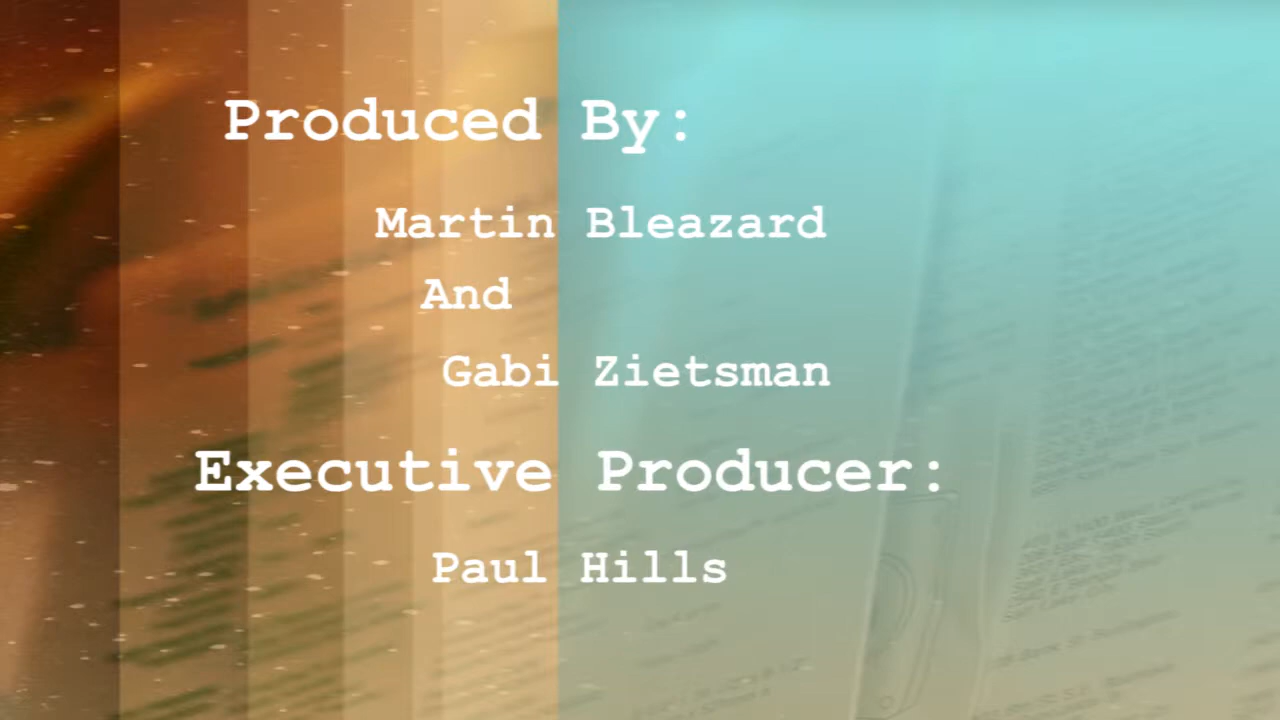 Produced By:
Martin Bleazard
And
Gabi Zietsman
Executive Producer:
Paul Hills